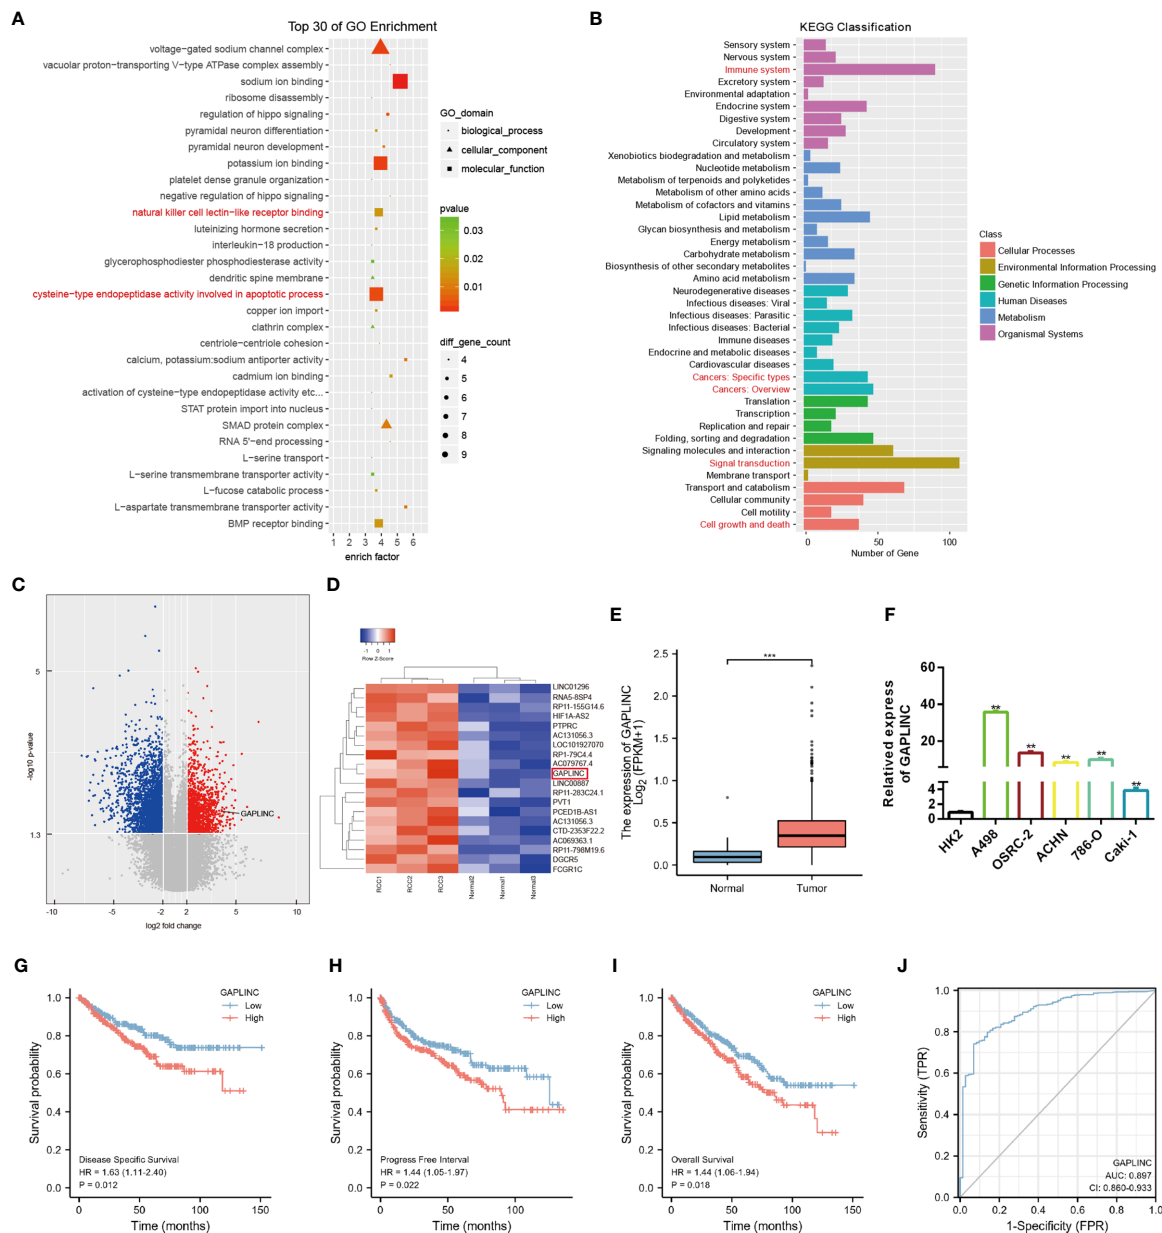 A
Top 30 of GO Enrichment
voltage-gated sodium channel complex
vacuolar proton-transporting V-type ATPase complex assembly
sodium ion binding
ribosome disassembly
regulation of hippo signaling
pyramidal neuron differentiation
pyramidal neuron development
potassium ion binding
platelet dense granule organization
negative regulation of hippo signaling
natural killer cell lectin-like receptor binding
luteinizing hormone secretion
interleukin-18 production
glycerophosphodiester phosphodiesterase activity
dendritic spine membrane
cysteine-type endopeptidase activity involved in apoptotic process
copper ion import
clathrin complex
centriole-centriole cohesion
calcium, potassium:sodium antiporter activity
cadmium ion binding
activation of cysteine-type endopeptidase activity etc...
STAT protein import into nucleus
SMAD protein complex
RNA 5'-end processing
L-serine transport
L-serine transmembrane transporter activity
L-fucose catabolic process
L-aspartate transmembrane transporter activity
BMP receptor binding
1 2 3 4 5 6
enrich factor
GO_domain
biological_process
cellular_component
molecular_function
pvalue
0.03
0.02
0.01
diff_gene_count
4
5
6
7
8
9
B
KEGG Classification
Sensory system
Nervous system
Immune system
Excretory system
Environmental adaptation
Endocrine system
Digestive system
Development
Circulatory system
Xenobiotics biodegradation and metabolism
Nucleotide metabolism
Metabolism of terpenoids and polyketides
Metabolism of other amino acids
Metabolism of cofactors and vitamins
Lipid metabolism
Glycan biosynthesis and metabolism
Energy metabolism
Carbohydrate metabolism
Biosynthesis of other secondary metabolites
Amino acid metabolism
Neurodegenerative diseases
Infectious diseases: Viral
Infectious diseases: Parasitic
Infectious diseases: Bacterial
Immune diseases
Endocrine and metabolic diseases
Cardiovascular diseases
Cancers: Specific types
Cancers: Overview
Translation
Transcription
Replication and repair
Folding, sorting and degradation
Signaling molecules and interaction
Signal transduction
Membrane transport
Transport and catabolism
Cellular community
Cell motility
Cell growth and death
0 50 100
Number of Gene
Class
Cellular Processes
Environmental Information Processing
Genetic Information Processing
Human Diseases
Metabolism
Organismal Systems
C
-log10 p-value
5
1.3
GAPLINC
-10 -5 -2 2 5 10
log2 fold change
D
-1 0 1
Row Z-Score
LINC01296
RNA5-8SP4
RP11-155G14.6
HIF1A-AS2
PTPRC
AC131056.3
LOC101927070
RP1-79C4.4
AC079767.4
GAPLINC
LINC00887
RP11-283C24.1
PVT1
PCED1B-AS1
AC131056.3
CTD-2353F22.2
AC069363.1
RP11-798M19.6
DGCR5
FCGR1C
RCC1
RCC2
RCC3
Normal2
Normal1
Normal3
E
The expression of GAPLINC
Log2 (FPKM+1)
2.5
2.0
1.5
1.0
0.5
0.0
***
Normal Tumor
F
Relatived express
of GAPLINC
60
40
20
4
2
0
**
**
**
**
**
HK2
A498
OSRC-2
ACHN
786-O
Caki-1
G
GAPLINC
Low
High
Survival probability
1.0
0.8
0.6
0.4
0.2
0.0
Disease Specific Survival
HR = 1.63 (1.11-2.40)
P = 0.012
0 50 100 150
Time (months)
H
GAPLINC
Low
High
Survival probability
1.0
0.8
0.6
0.4
0.2
0.0
Progress Free Interval
HR = 1.44 (1.05-1.97)
P = 0.022
0 50 100
Time (months)
I
GAPLINC
Low
High
Survival probability
1.0
0.8
0.6
0.4
0.2
0.0
Overall Survival
HR = 1.44 (1.06-1.94)
P = 0.018
0 50 100 150
Time (months)
J
Sensitivity (TPR)
1.0
0.8
0.6
0.4
0.2
0.0
GAPLINC
AUC: 0.897
CI: 0.860-0.933
0.0 0.2 0.4 0.6 0.8 1.0
1-Specificity (FPR)